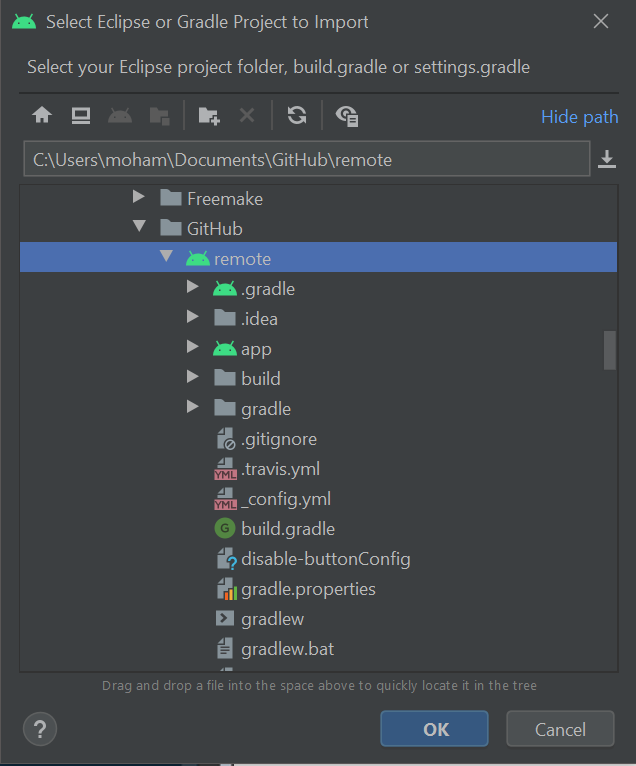 Select Eclipse or Gradle Project to Import
Select your Eclipse project folder, build.gradle or settings.gradle
Hide path
C:\Users\moham\Documents\GitHub\remote
Freemake
GitHub
remote
.gradle
.idea
app
build
gradle
.gitignore
YML .travis.yml
YML _config.yml
G build.gradle
disable-buttonConfig
gradle.properties
gradlew
gradlew.bat
Drag and drop a file into the space above to quickly locate it in the tree
? OK Cancel